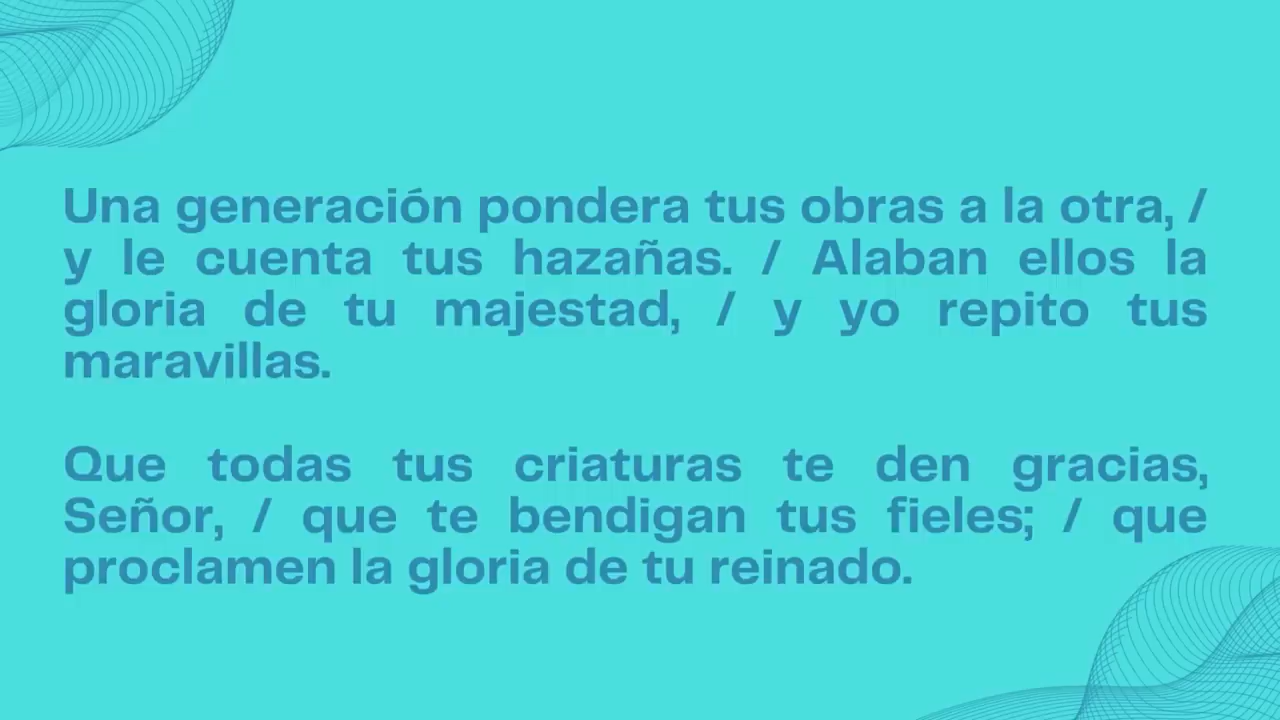 Una generación pondera tus obras a la otra, /
y le cuenta tus hazañas. / Alaban ellos la
gloria de tu majestad, / y yo repito tus
maravillas.
Que todas tus criaturas te den gracias,
Señor, / que te bendigan tus fieles; / que
proclamen la gloria de tu reinado.